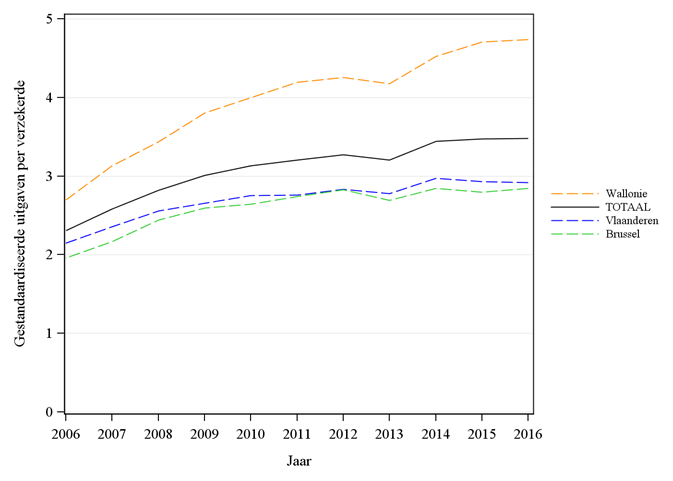 Gestandaardiseerde uitgaven per verzekerde
5
4
3
2
1
0
2006 2007 2008 2009 2010 2011 2012 2013 2014 2015 2016
Jaar
Wallonie
TOTAAL
Vlaanderen
Brussel